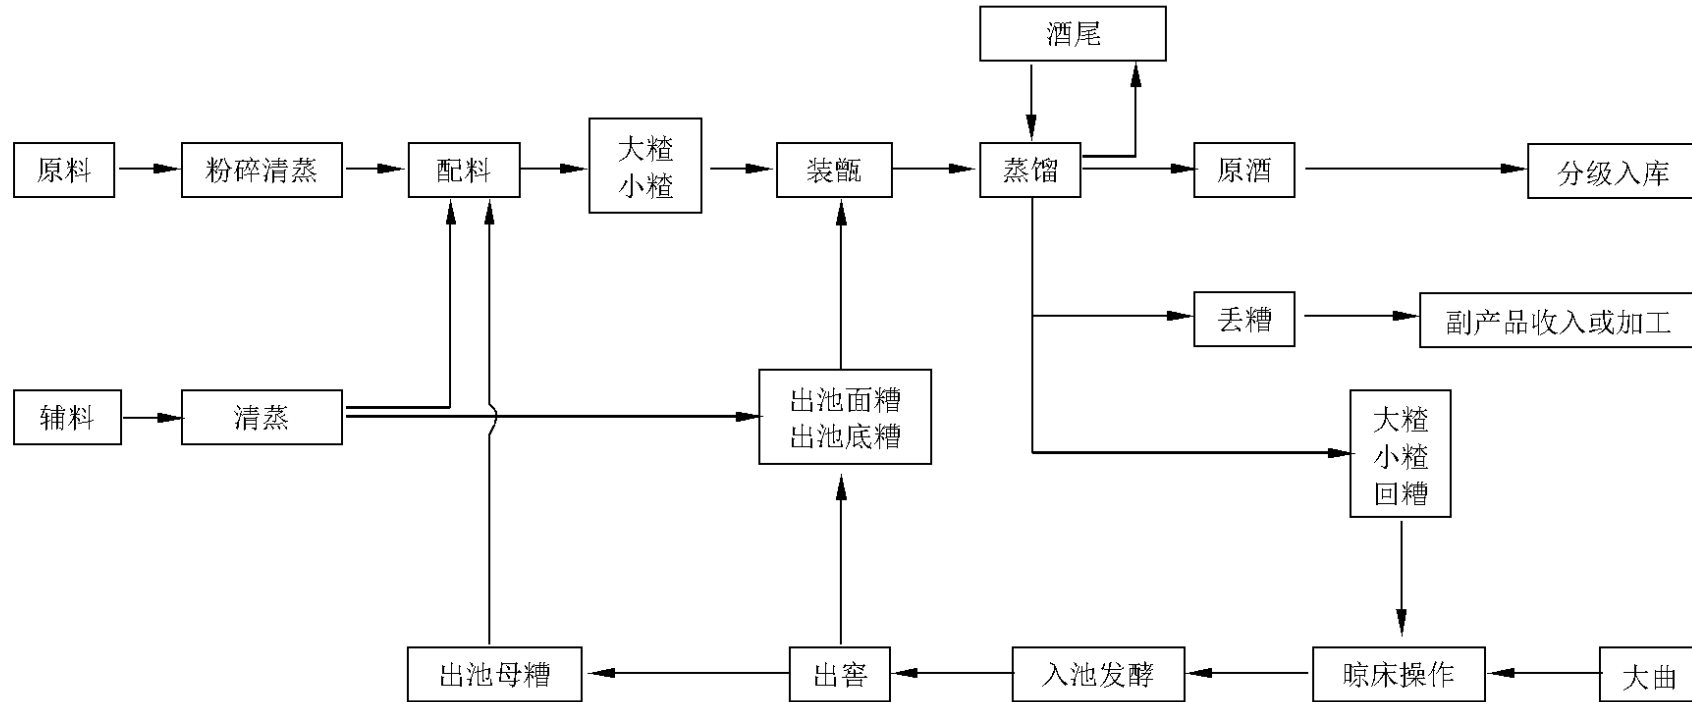 酒尾
原料
粉碎清蒸
配料
大糙
小糙
装甑
蒸馏
原酒
分级入库
丢糟
副产品收入或加工
辅料
清蒸
出池面糟
出池底糟
大糙
小糙
回糟
出池母糟
出窖
入池发酵
晾床操作
大曲